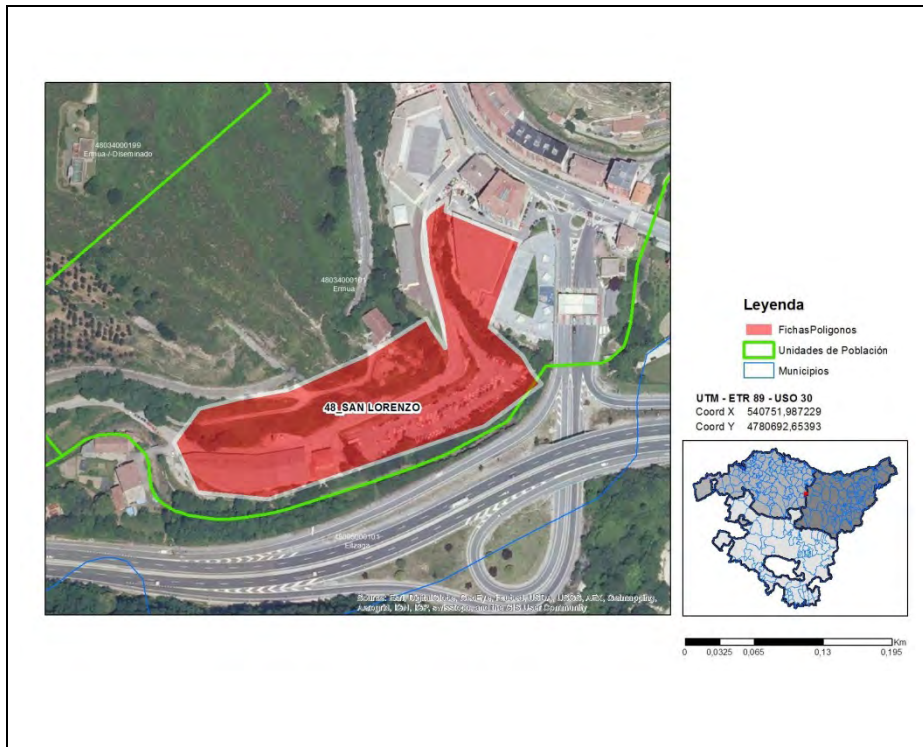 48034000199
Ermua / Diseminado
Ermua
48_SAN LORENZO
Eitzaga
Leyenda
FichasPoligonos
Unidades de Población
Municipios
UTM - ETR 89 - USO 30
Coord X 540751,987229
Coord Y 4780692,65393
Km
0 0,0325 0,065 0,13 0,195